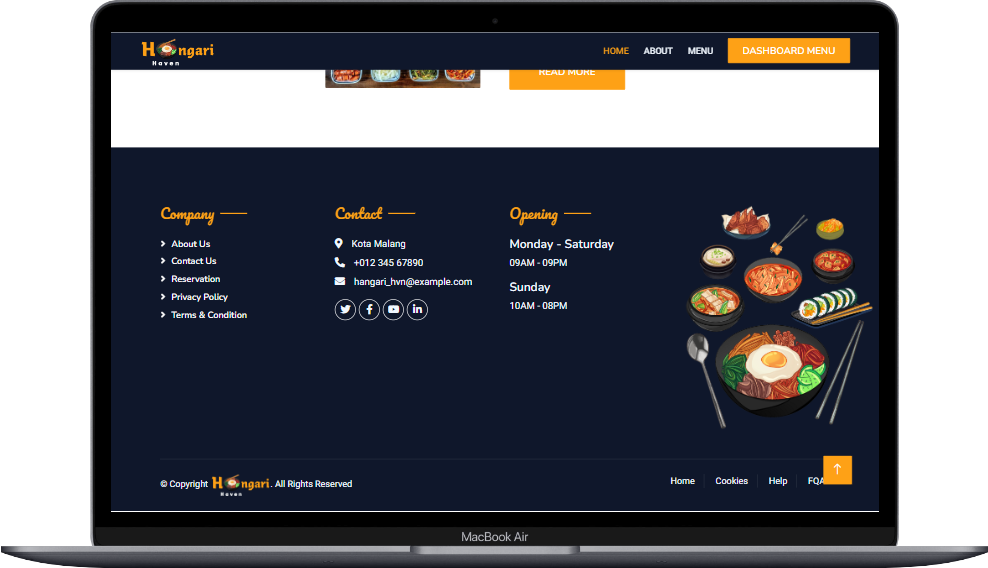 Hangari
Haven
HOME
ABOUT
MENU
DASHBOARD MENU
READ MORE
Company
About Us
Contact Us
Reservation
Privacy Policy
Terms & Condition
Contact
Kota Malang
+012 345 67890
hangari_hvn@example.com
Opening
Monday - Saturday
09AM - 09PM
Sunday
10AM - 08PM
© Copyright Hangari Haven. All Rights Reserved
Home
Cookies
Help
FQA
MacBook Air